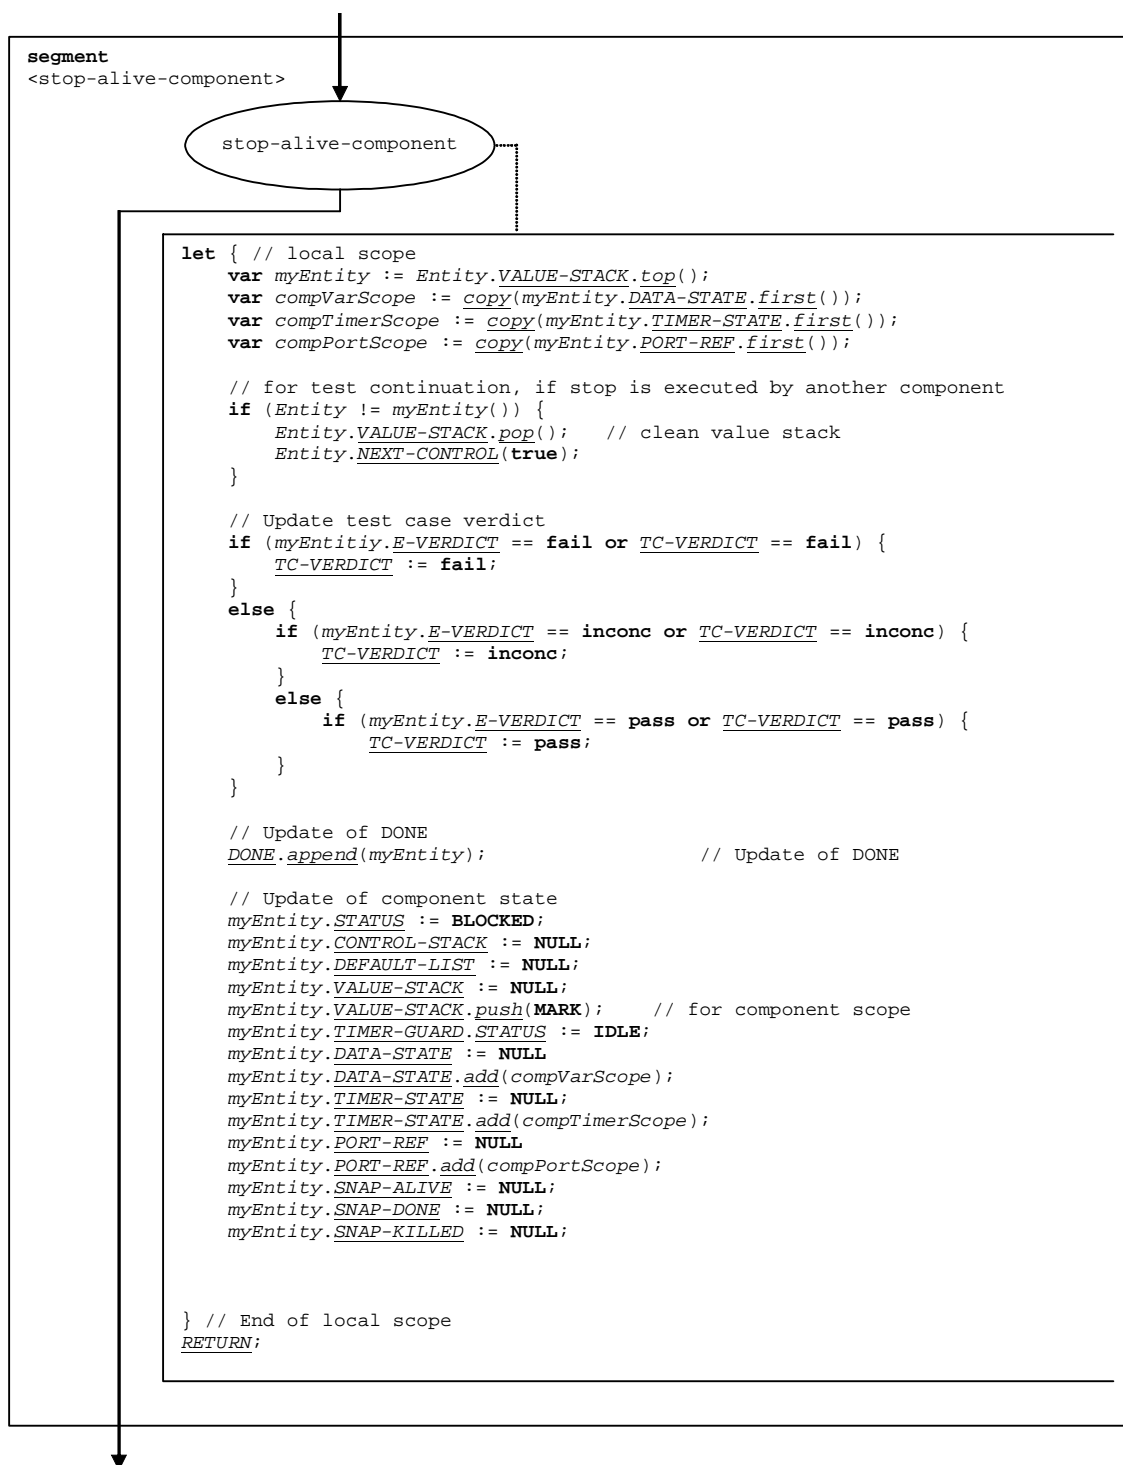 segment
<stop-alive-component>
stop-alive-component
let { // local scope
var myEntity := Entity.VALUE-STACK.top();
var compVarScope := copy(myEntity.DATA-STATE.first());
var compTimerScope := copy(myEntity.TIMER-STATE.first());
var compPortScope := copy(myEntity.PORT-REF.first());
// for test continuation, if stop is executed by another component
if (Entity != myEntity()) {
Entity.VALUE-STACK.pop(); // clean value stack
Entity.NEXT-CONTROL(true);
}
// Update test case verdict
if (myEntitiy.E-VERDICT == fail or TC-VERDICT == fail) {
TC-VERDICT := fail;
}
else {
if (myEntity.E-VERDICT == inconc or TC-VERDICT == inconc) {
TC-VERDICT := inconc;
}
else {
if (myEntity.E-VERDICT == pass or TC-VERDICT == pass) {
TC-VERDICT := pass;
}
}
// Update of DONE
DONE.append(myEntity); // Update of DONE
// Update of component state
myEntity.STATUS := BLOCKED;
myEntity.CONTROL-STACK := NULL;
myEntity.DEFAULT-LIST := NULL;
myEntity.VALUE-STACK := NULL;
myEntity.VALUE-STACK.push(MARK); // for component scope
myEntity.TIMER-GUARD.STATUS := IDLE;
myEntity.DATA-STATE := NULL
myEntity.DATA-STATE.add(compVarScope);
myEntity.TIMER-STATE := NULL;
myEntity.TIMER-STATE.add(compTimerScope);
myEntity.PORT-REF := NULL
myEntity.PORT-REF.add(compPortScope);
myEntity.SNAP-ALIVE := NULL;
myEntity.SNAP-DONE := NULL;
myEntity.SNAP-KILLED := NULL;
} // End of local scope
RETURN;